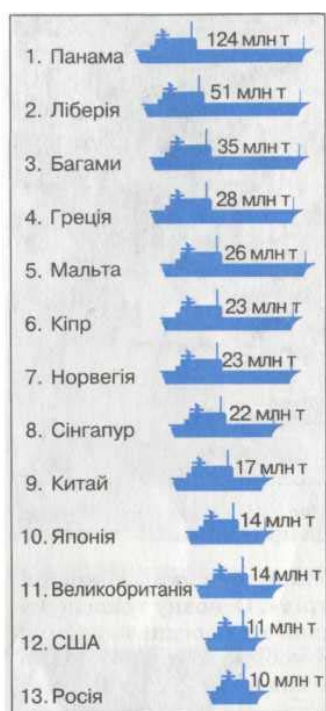 1. Панама 124 млн т
2. Ліберія 51 млн т
3. Багами 35 млн т
4. Греція 28 млн т
5. Мальта 26 млн т
6. Кіпр 23 млн т
7. Норвегія 23 млн т
8. Сінгапур 22 млн т
9. Китай 17 млн т
10. Японія 14 млн т
11. Великобританія 14 млн т
12. США 11 млн т
13. Росія 10 млн т